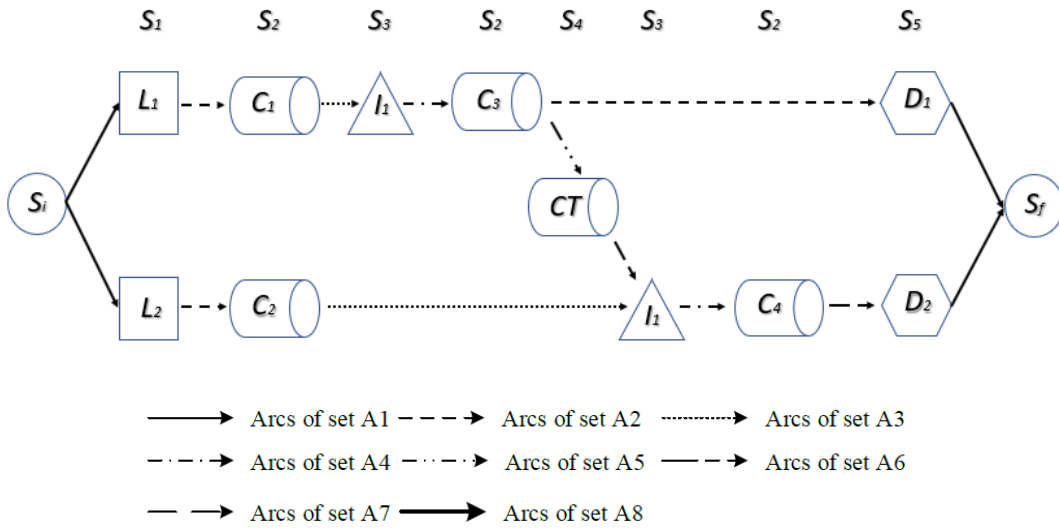 S1 S2 S3 S2 S4 S3 S2 S5
L1 C1 I1 C3 D1
Si CT Sf
L2 C2 I1 C4 D2
Arcs of set A1 Arcs of set A2 Arcs of set A3
Arcs of set A4 Arcs of set A5 Arcs of set A6
Arcs of set A7 Arcs of set A8